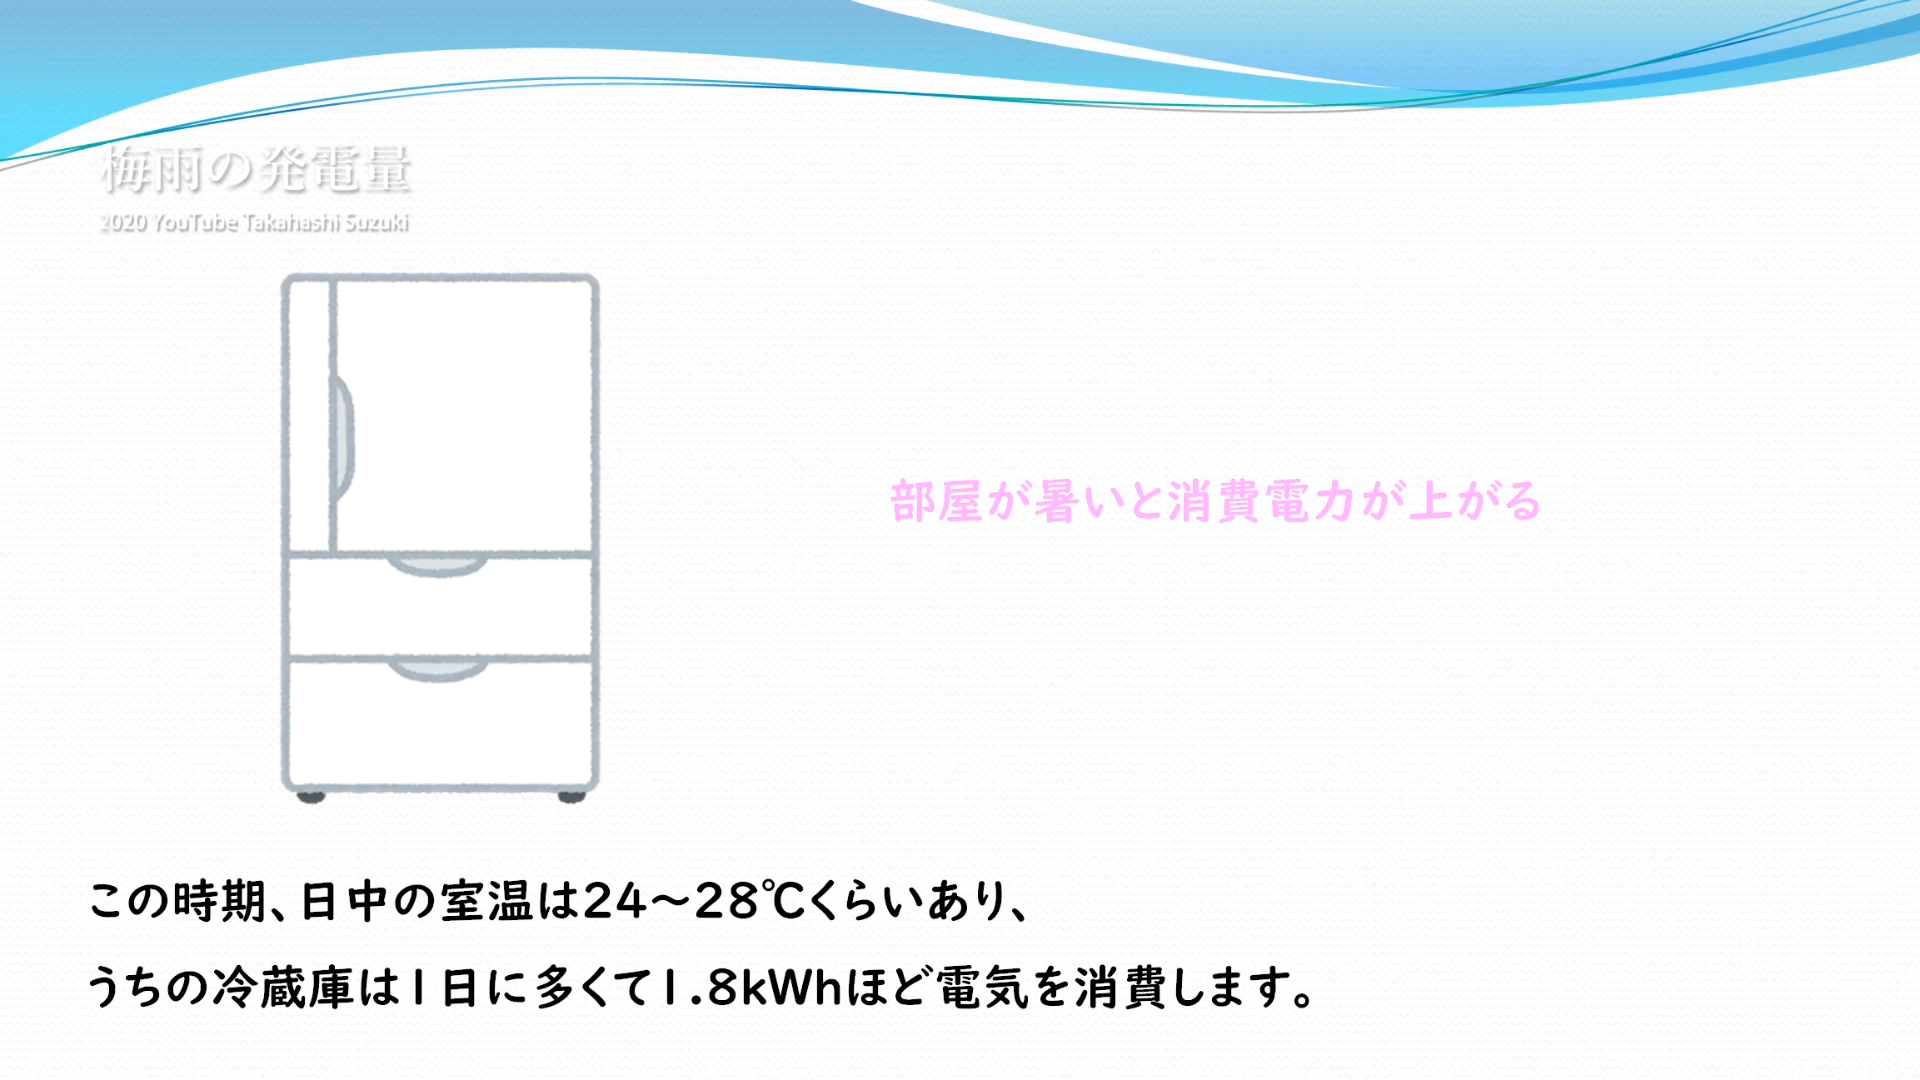 梅雨の発電量
2020 YouTube Takahashi Suzuki
部屋が暑いと消費電力が上がる
この時期、日中の室温は24～28℃くらいあり、
うちの冷蔵庫は1日に多くて1.8kWhほど電気を消費します。